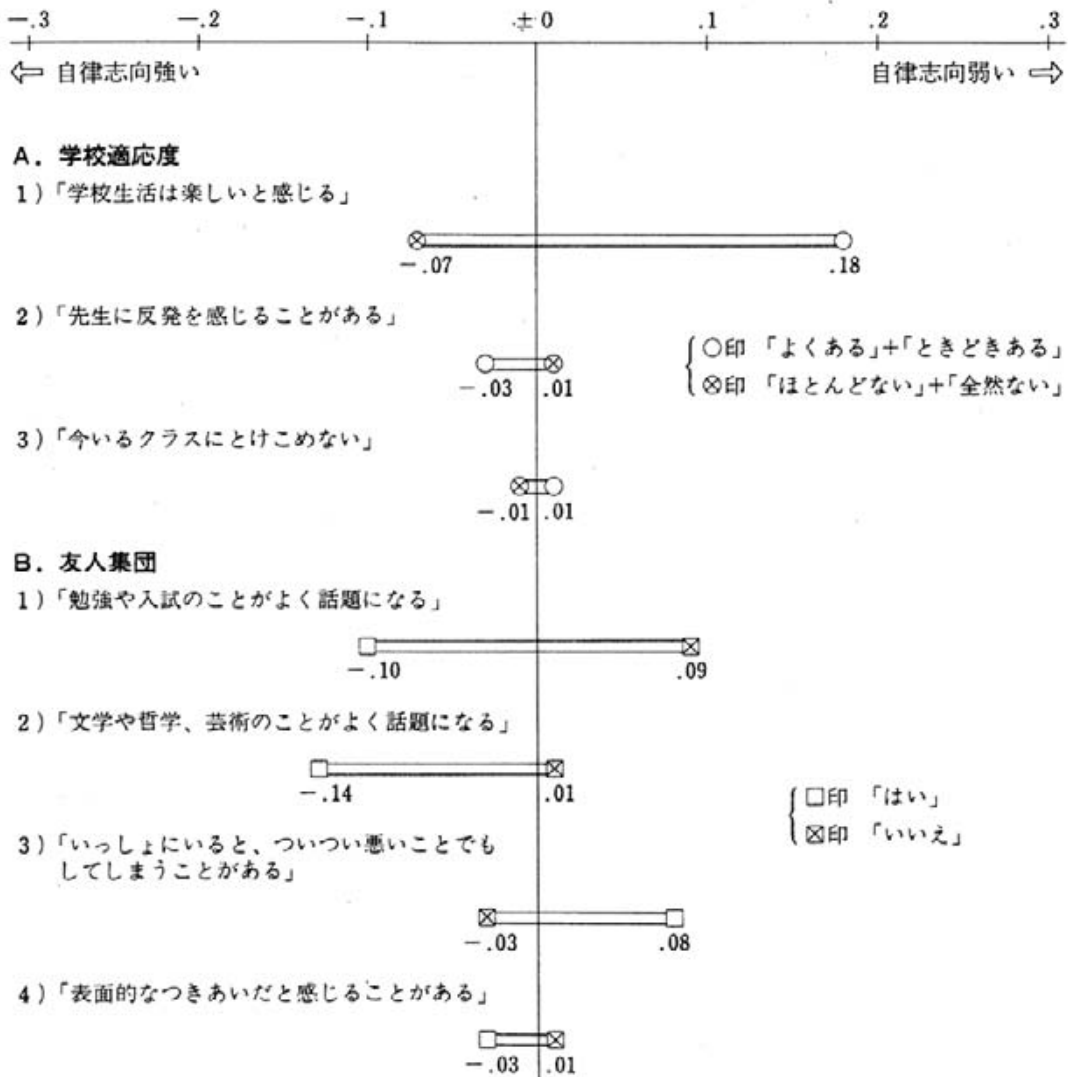 −.3 −.2 −.1 ±0 .1 .2 .3
⇦ 自律志向強い 自律志向弱い ⇨
A. 学校適応度
1)「学校生活は楽しいと感じる」
−.07 .18
2)「先生に反発を感じることがある」
○印 「よくある」+「ときどきある」
−.03 .01
⊗印 「ほとんどない」+「全然ない」
3)「今いるクラスにとけこめない」
−.01 .01
B. 友人集団
1)「勉強や入試のことがよく話題になる」
−.10 .09
2)「文学や哲学、芸術のことがよく話題になる」
−.14 .01
□印 「はい」
⊠印 「いいえ」
3)「いっしょにいると、ついつい悪いことでも
してしまうことがある」
−.03 .08
4)「表面的なつきあいだと感じることがある」
−.03 .01